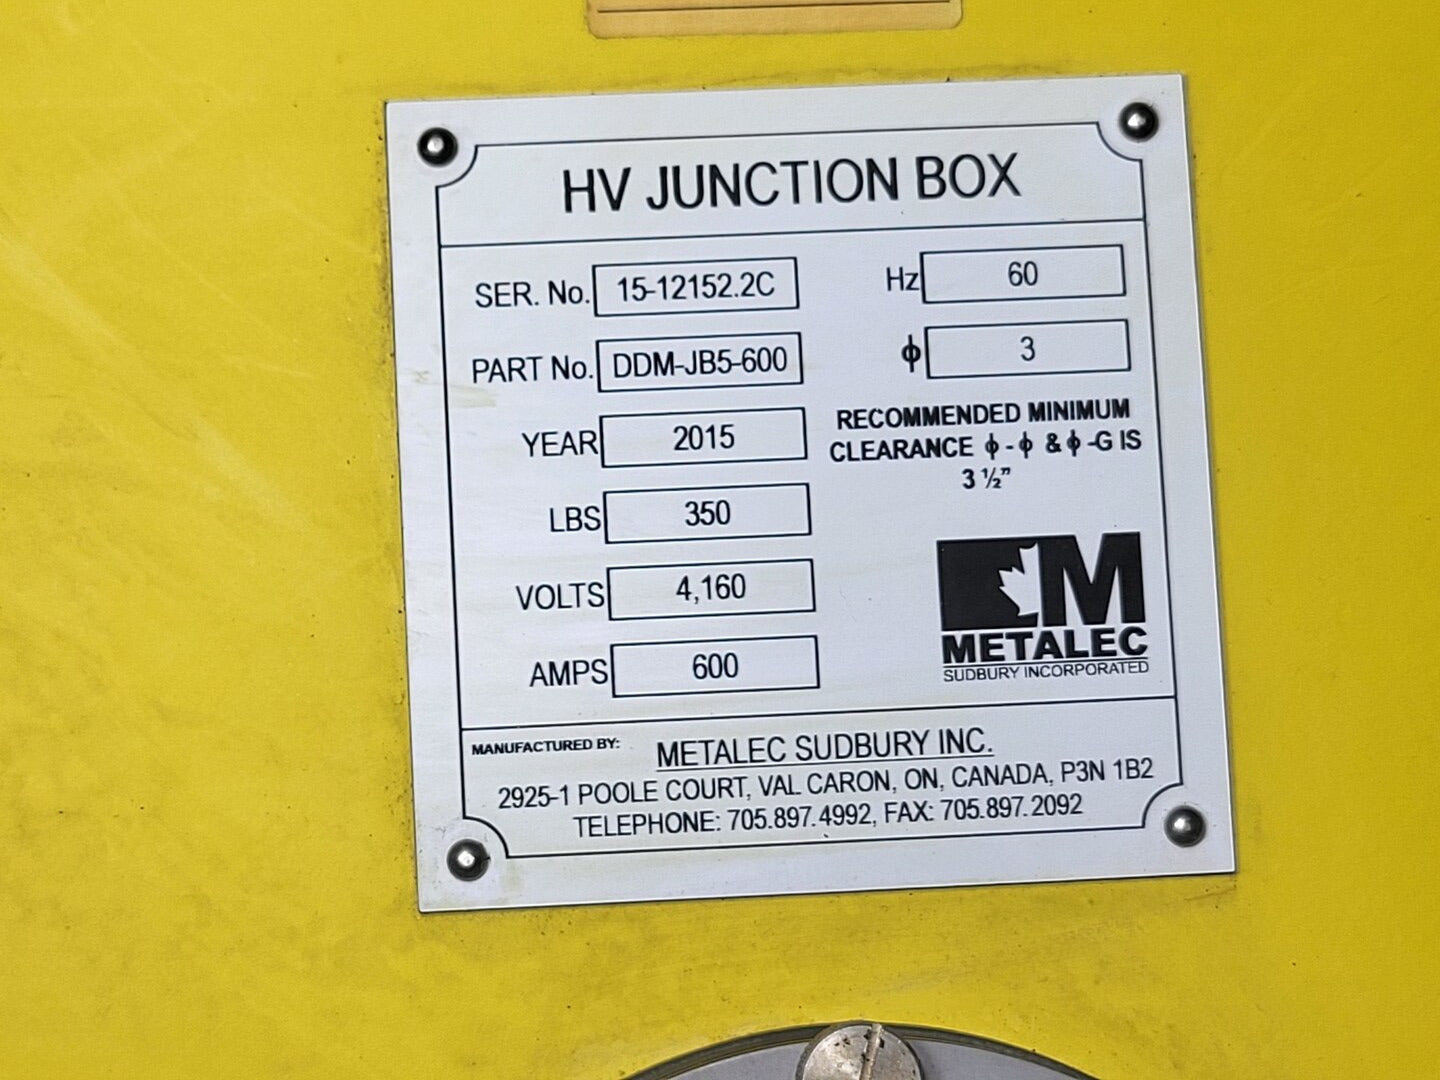 HV JUNCTION BOX
SER. No. 15-12152.2C
Hz 60
PART No. DDM-JB5-600
ϕ 3
YEAR 2015
RECOMMENDED MINIMUM
CLEARANCE ϕ - ϕ & ϕ -G IS
3 ½"
LBS 350
VOLTS 4,160
AMPS 600
M
METALEC
SUDBURY INCORPORATED
MANUFACTURED BY: METALEC SUDBURY INC.
2925-1 POOLE COURT, VAL CARON, ON, CANADA, P3N 1B2
TELEPHONE: 705.897.4992, FAX: 705.897.2092